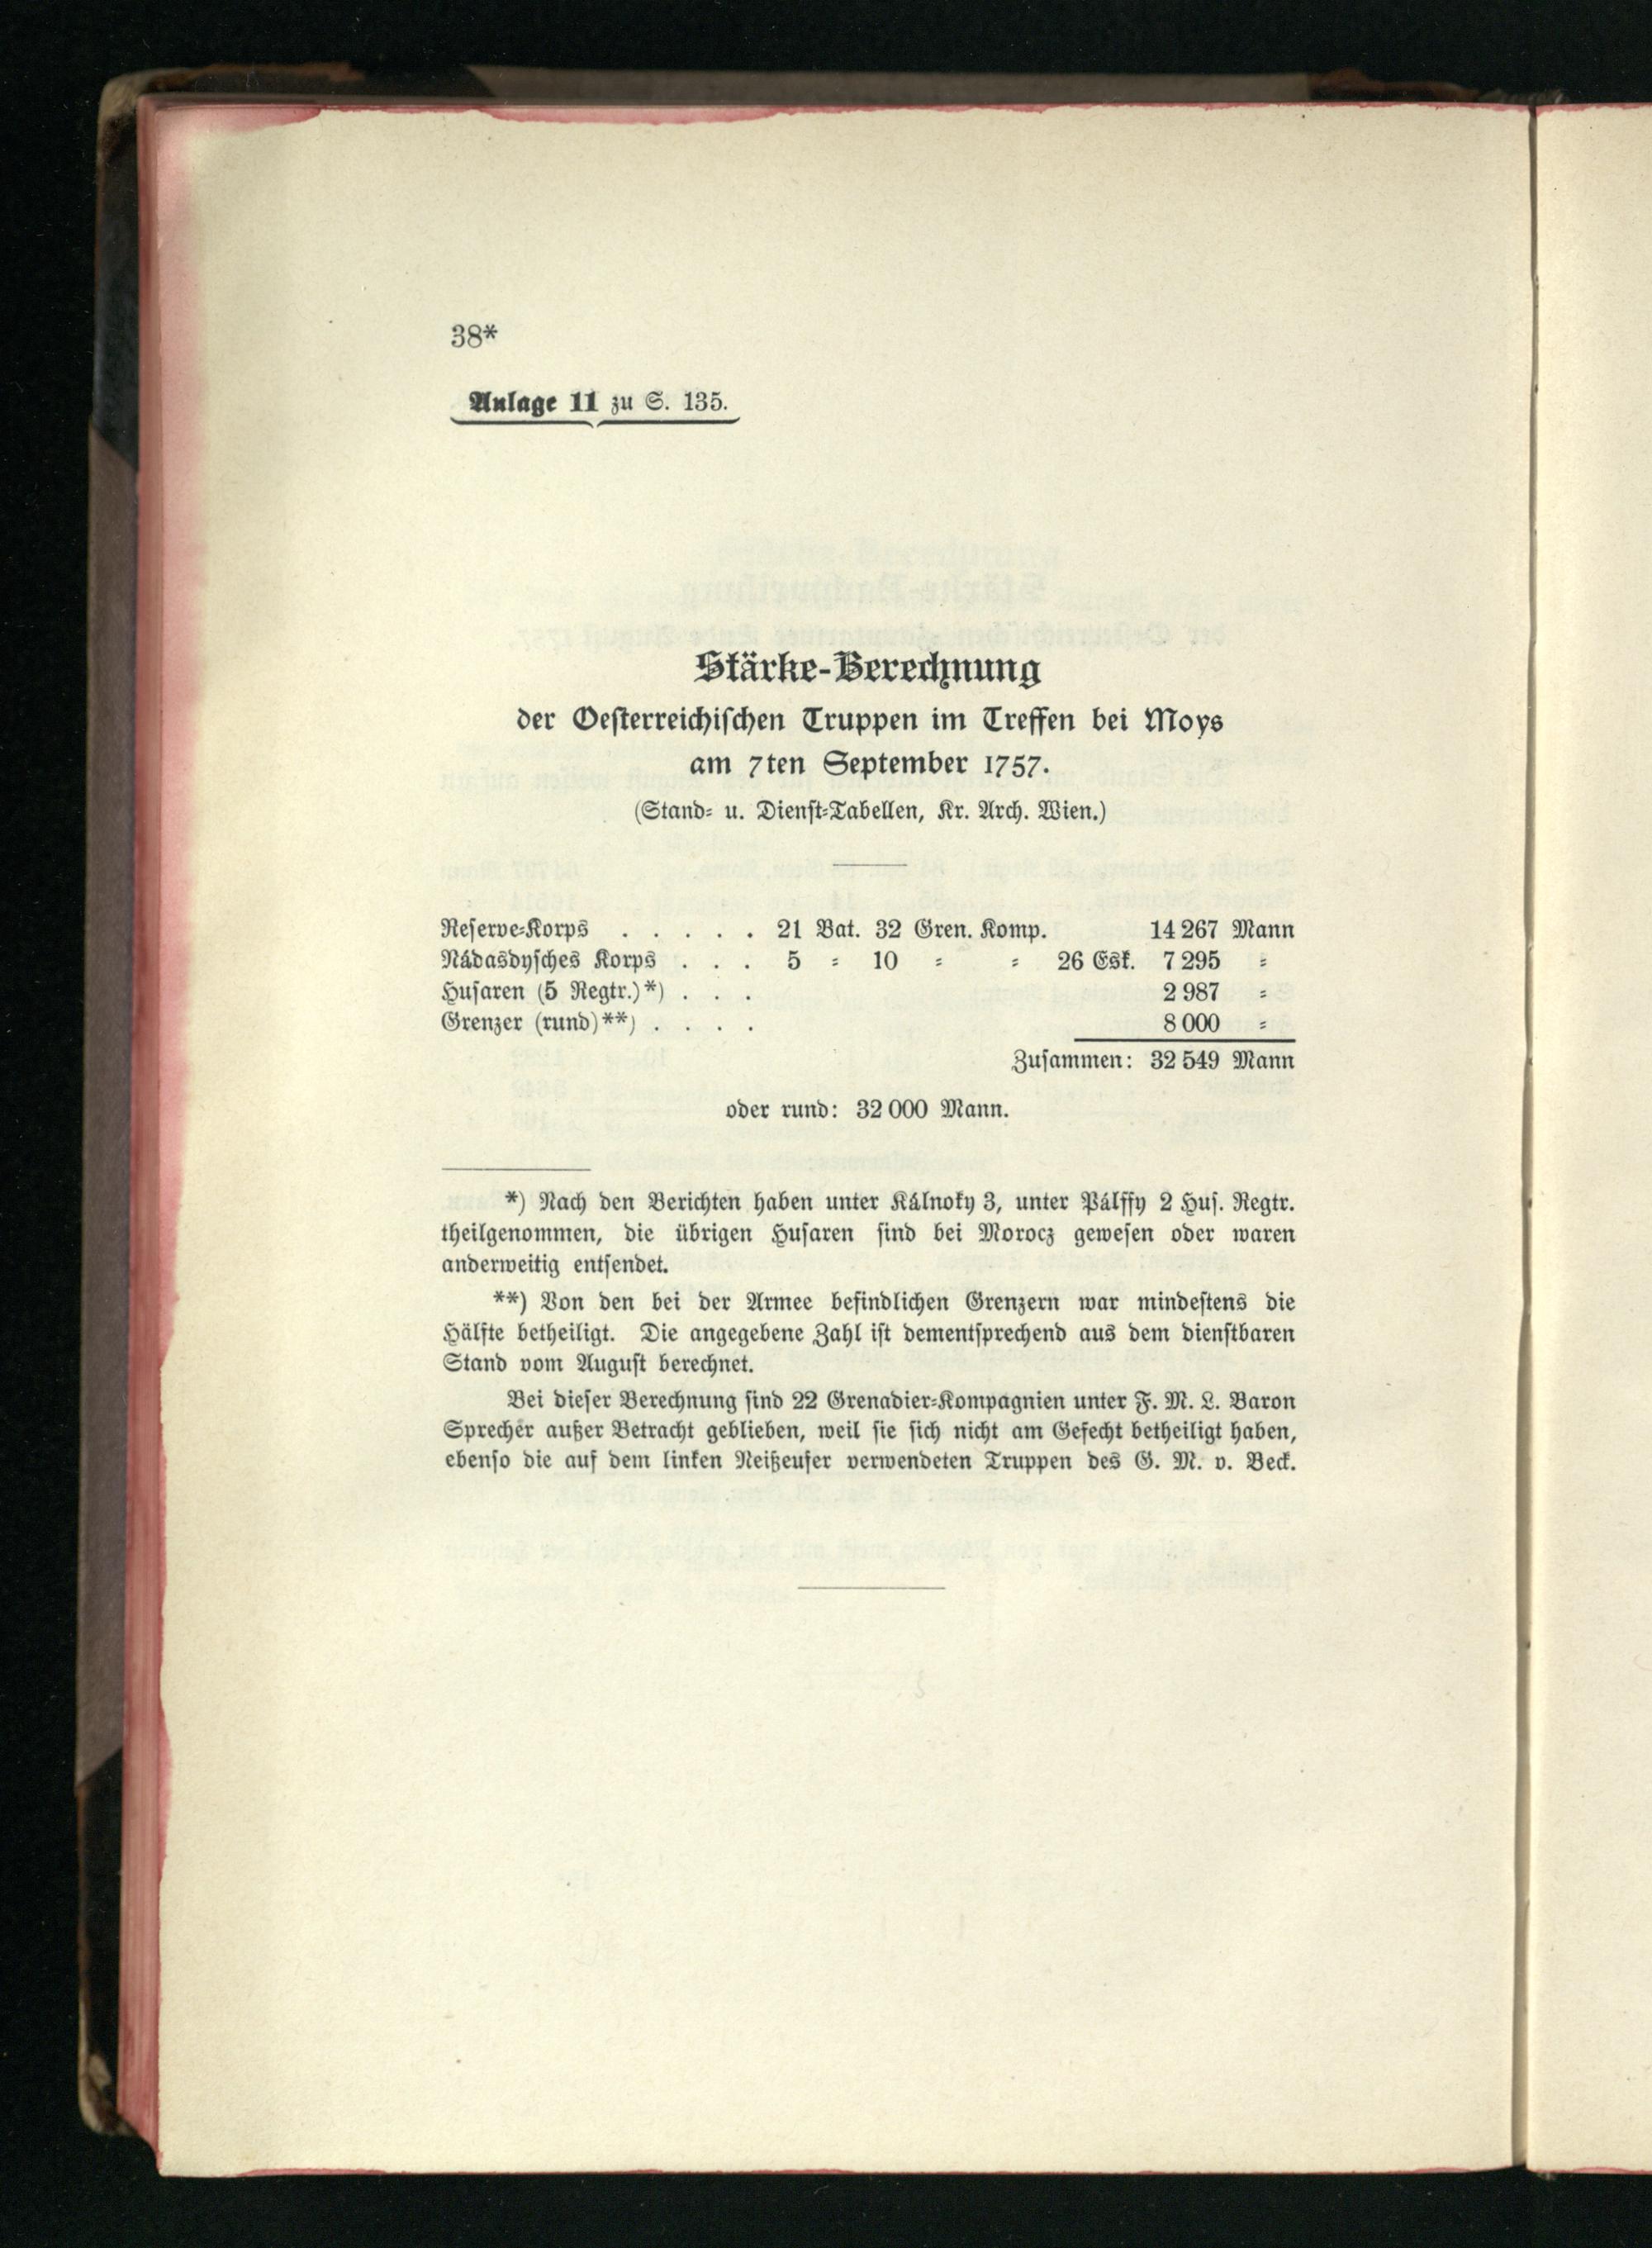 38*
Anlage 11 zu S. 135.
Stärke-Berechnung
der Oesterreichischen Truppen im Treffen bei Moys
am 7ten September 1757.
(Stand- u. Dienst-Tabellen, Kr. Arch. Wien.)
Reserve-Korps . . . . . 21 Bat. 32 Gren. Komp. 14 267 Mann
Nádasdysches Korps . . . 5 = 10 = = 26 Esk. 7 295 =
Husaren (5 Regtr.)*) . . . 2 987 =
Grenzer (rund)**) . . . . 8 000 =
Zusammen: 32 549 Mann
oder rund: 32 000 Mann.
*) Nach den Berichten haben unter Kálnoky 3, unter Pálffy 2 Hus. Regtr.
theilgenommen, die übrigen Husaren sind bei Morocz gewesen oder waren
anderweitig entsendet.
**) Von den bei der Armee befindlichen Grenzern war mindestens die
Hälfte betheiligt. Die angegebene Zahl ist dementsprechend aus dem dienstbaren
Stand vom August berechnet.
Bei dieser Berechnung sind 22 Grenadier-Kompagnien unter F. M. L. Baron
Sprecher außer Betracht geblieben, weil sie sich nicht am Gefecht betheiligt haben,
ebenso die auf dem linken Neißeufer verwendeten Truppen des G. M. v. Beck.